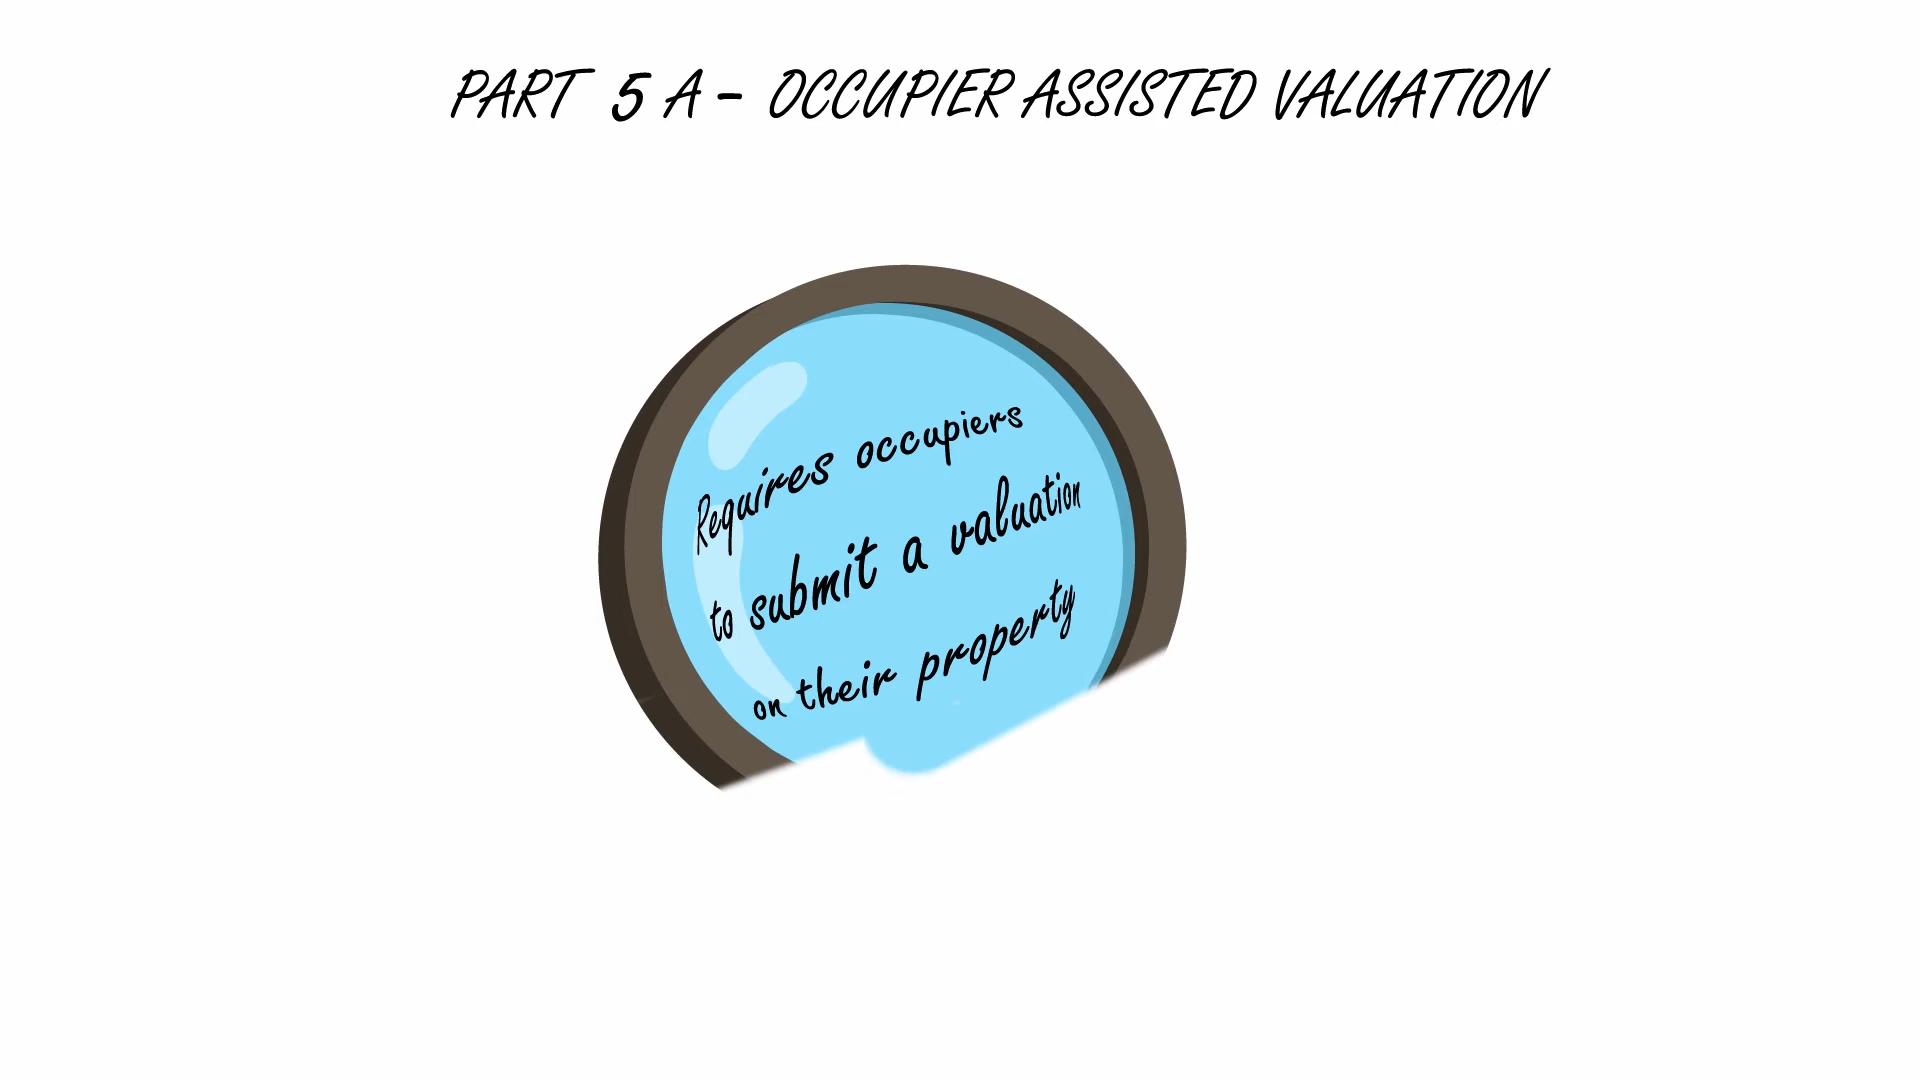 PART 5 A - OCCUPIER ASSISTED VALUATION
Requires occupiers
to submit a valuation
on their property